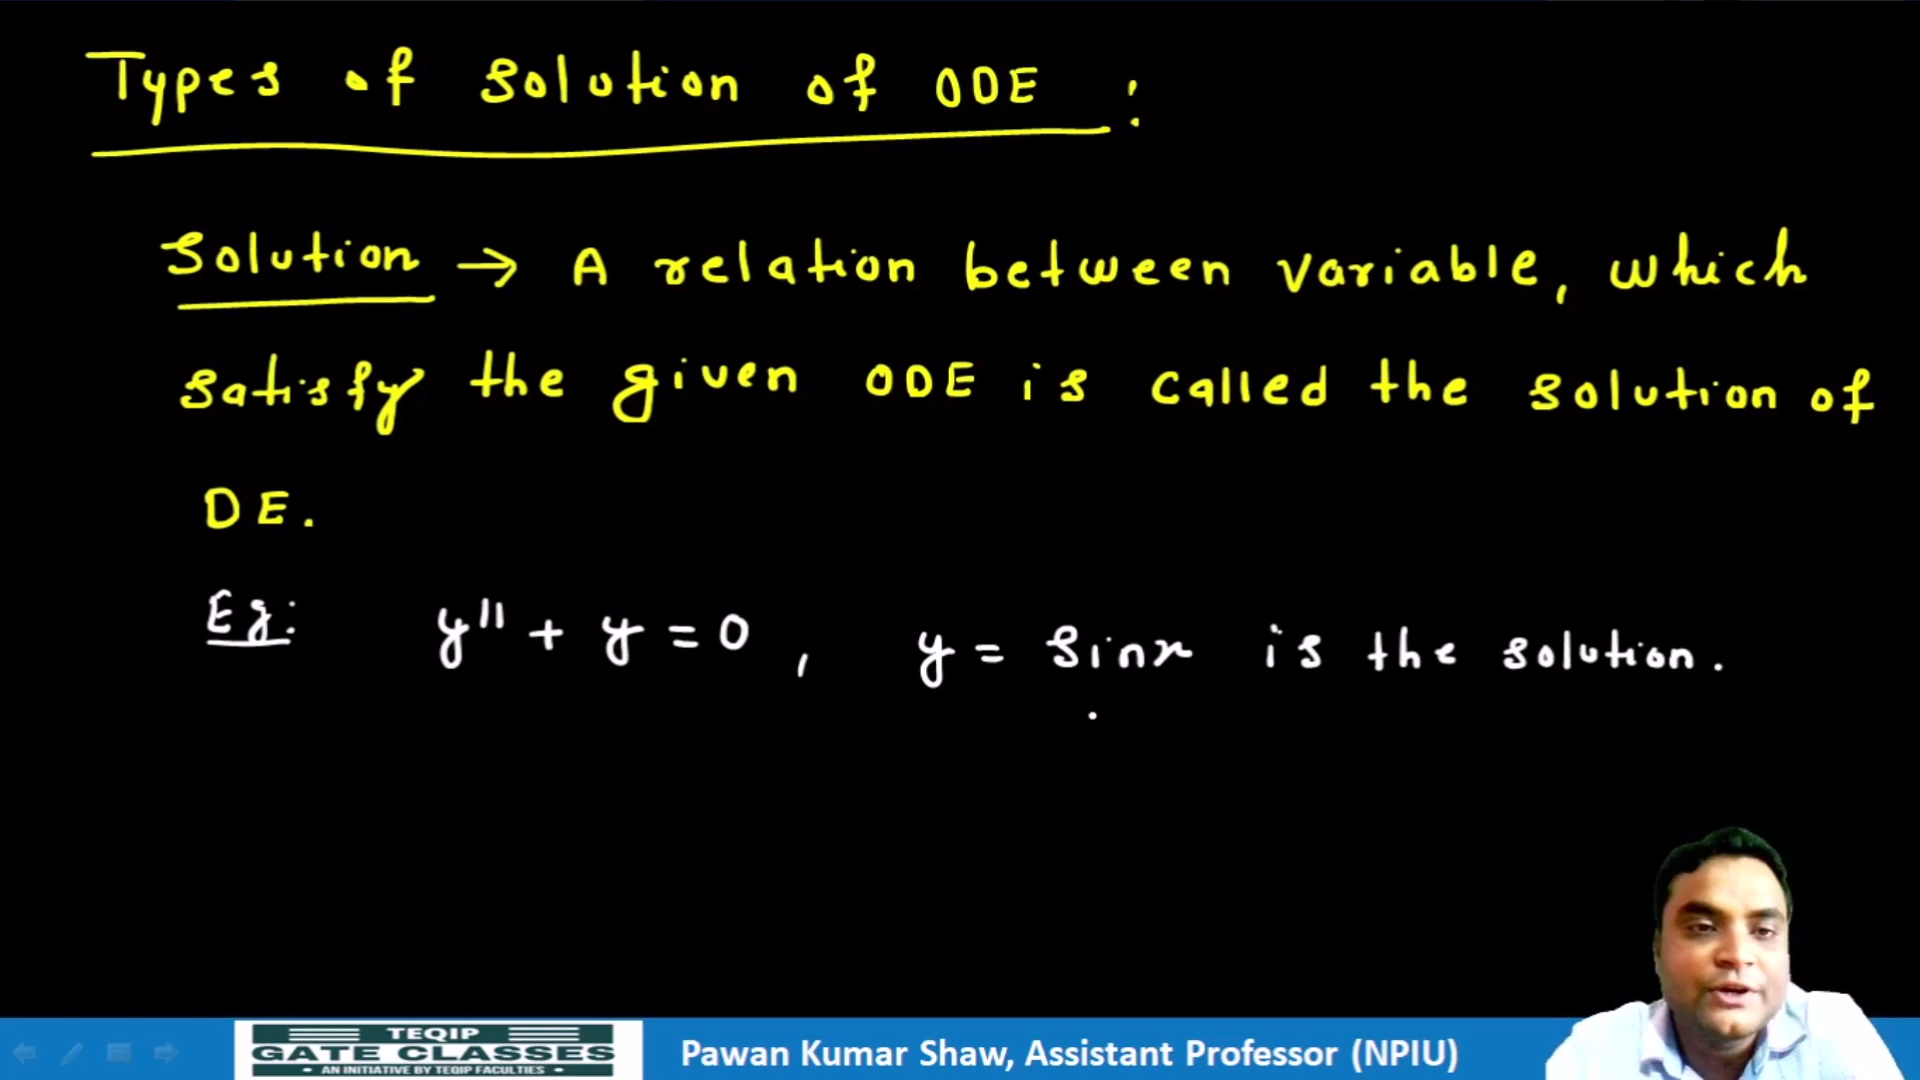 Types of solution of ODE :
Solution → A relation between variable, which
satisfy the given ODE is called the solution of
DE.
Eg: y'' + y = 0 , y = sinx is the solution.
TEQIP
GATE CLASSES
• AN INITIATIVE BY TEQIP FACULTIES •
Pawan Kumar Shaw, Assistant Professor (NPIU)